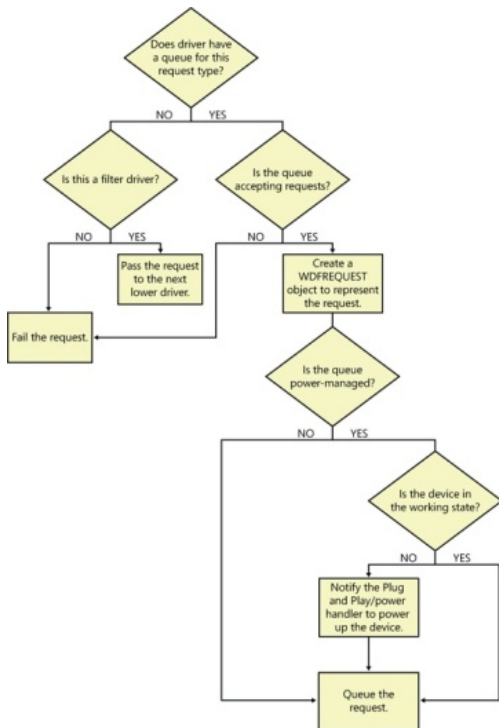 Does driver have
a queue for this
request type?
NO
YES
Is this a filter driver?
Is the queue
accepting requests?
NO
YES
NO
YES
Pass the request
to the next
lower driver.
Create a
WDFREQUEST
object to represent
the request.
Fail the request.
Is the queue
power-managed?
NO
YES
Is the device in
the working state?
NO
YES
Notify the Plug
and Play/power
handler to power
up the device.
Queue the
request.